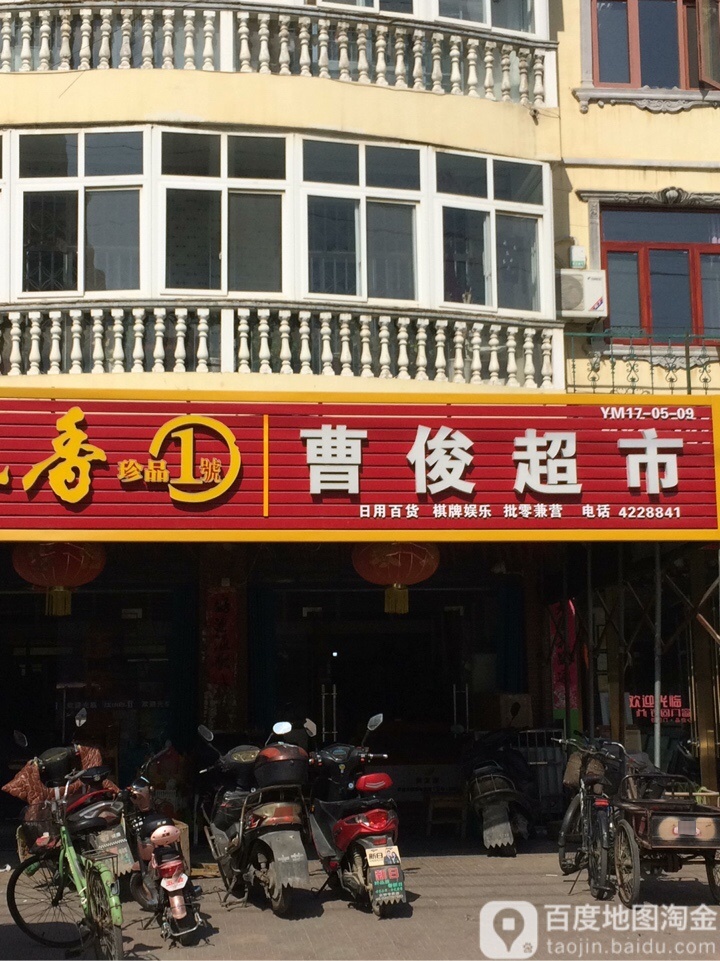 YM17-05-09
香 珍品1號
曹俊超市
日用百货 棋牌娱乐 批零兼营 电话 4228841
欢迎光临
新日
百度地图淘金
taojin.baidu.com